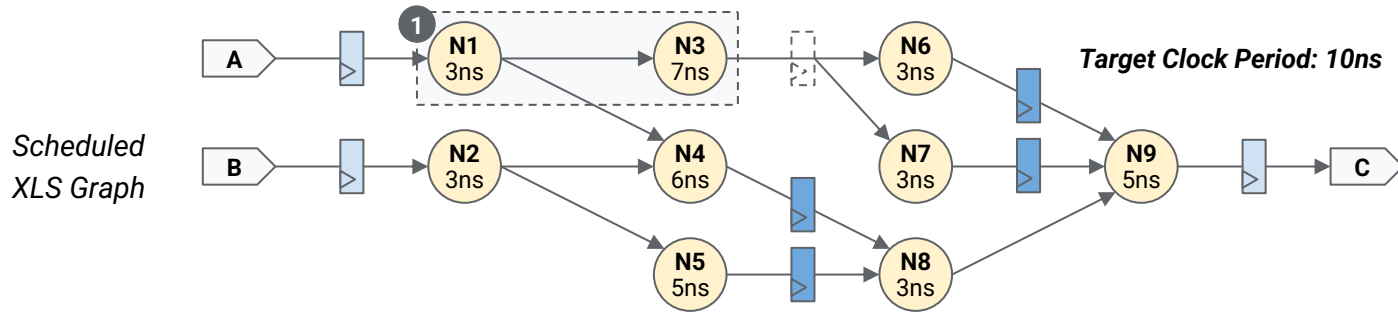 1
A
N1
3ns
N3
7ns
N6
3ns
Target Clock Period: 10ns
Scheduled
XLS Graph
B
N2
3ns
N4
6ns
N7
3ns
N9
5ns
C
N5
5ns
N8
3ns